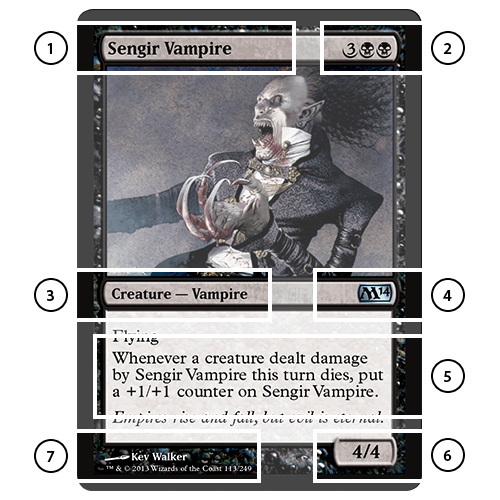 1
Sengir Vampire
3
2
3
Creature — Vampire
M14
4
Flying
Whenever a creature dealt damage
by Sengir Vampire this turn dies, put
a +1/+1 counter on Sengir Vampire.
5
Empires rise and fall, but evil is eternal.
7
Kev Walker
™ & © 2013 Wizards of the Coast 113/249
4/4
6